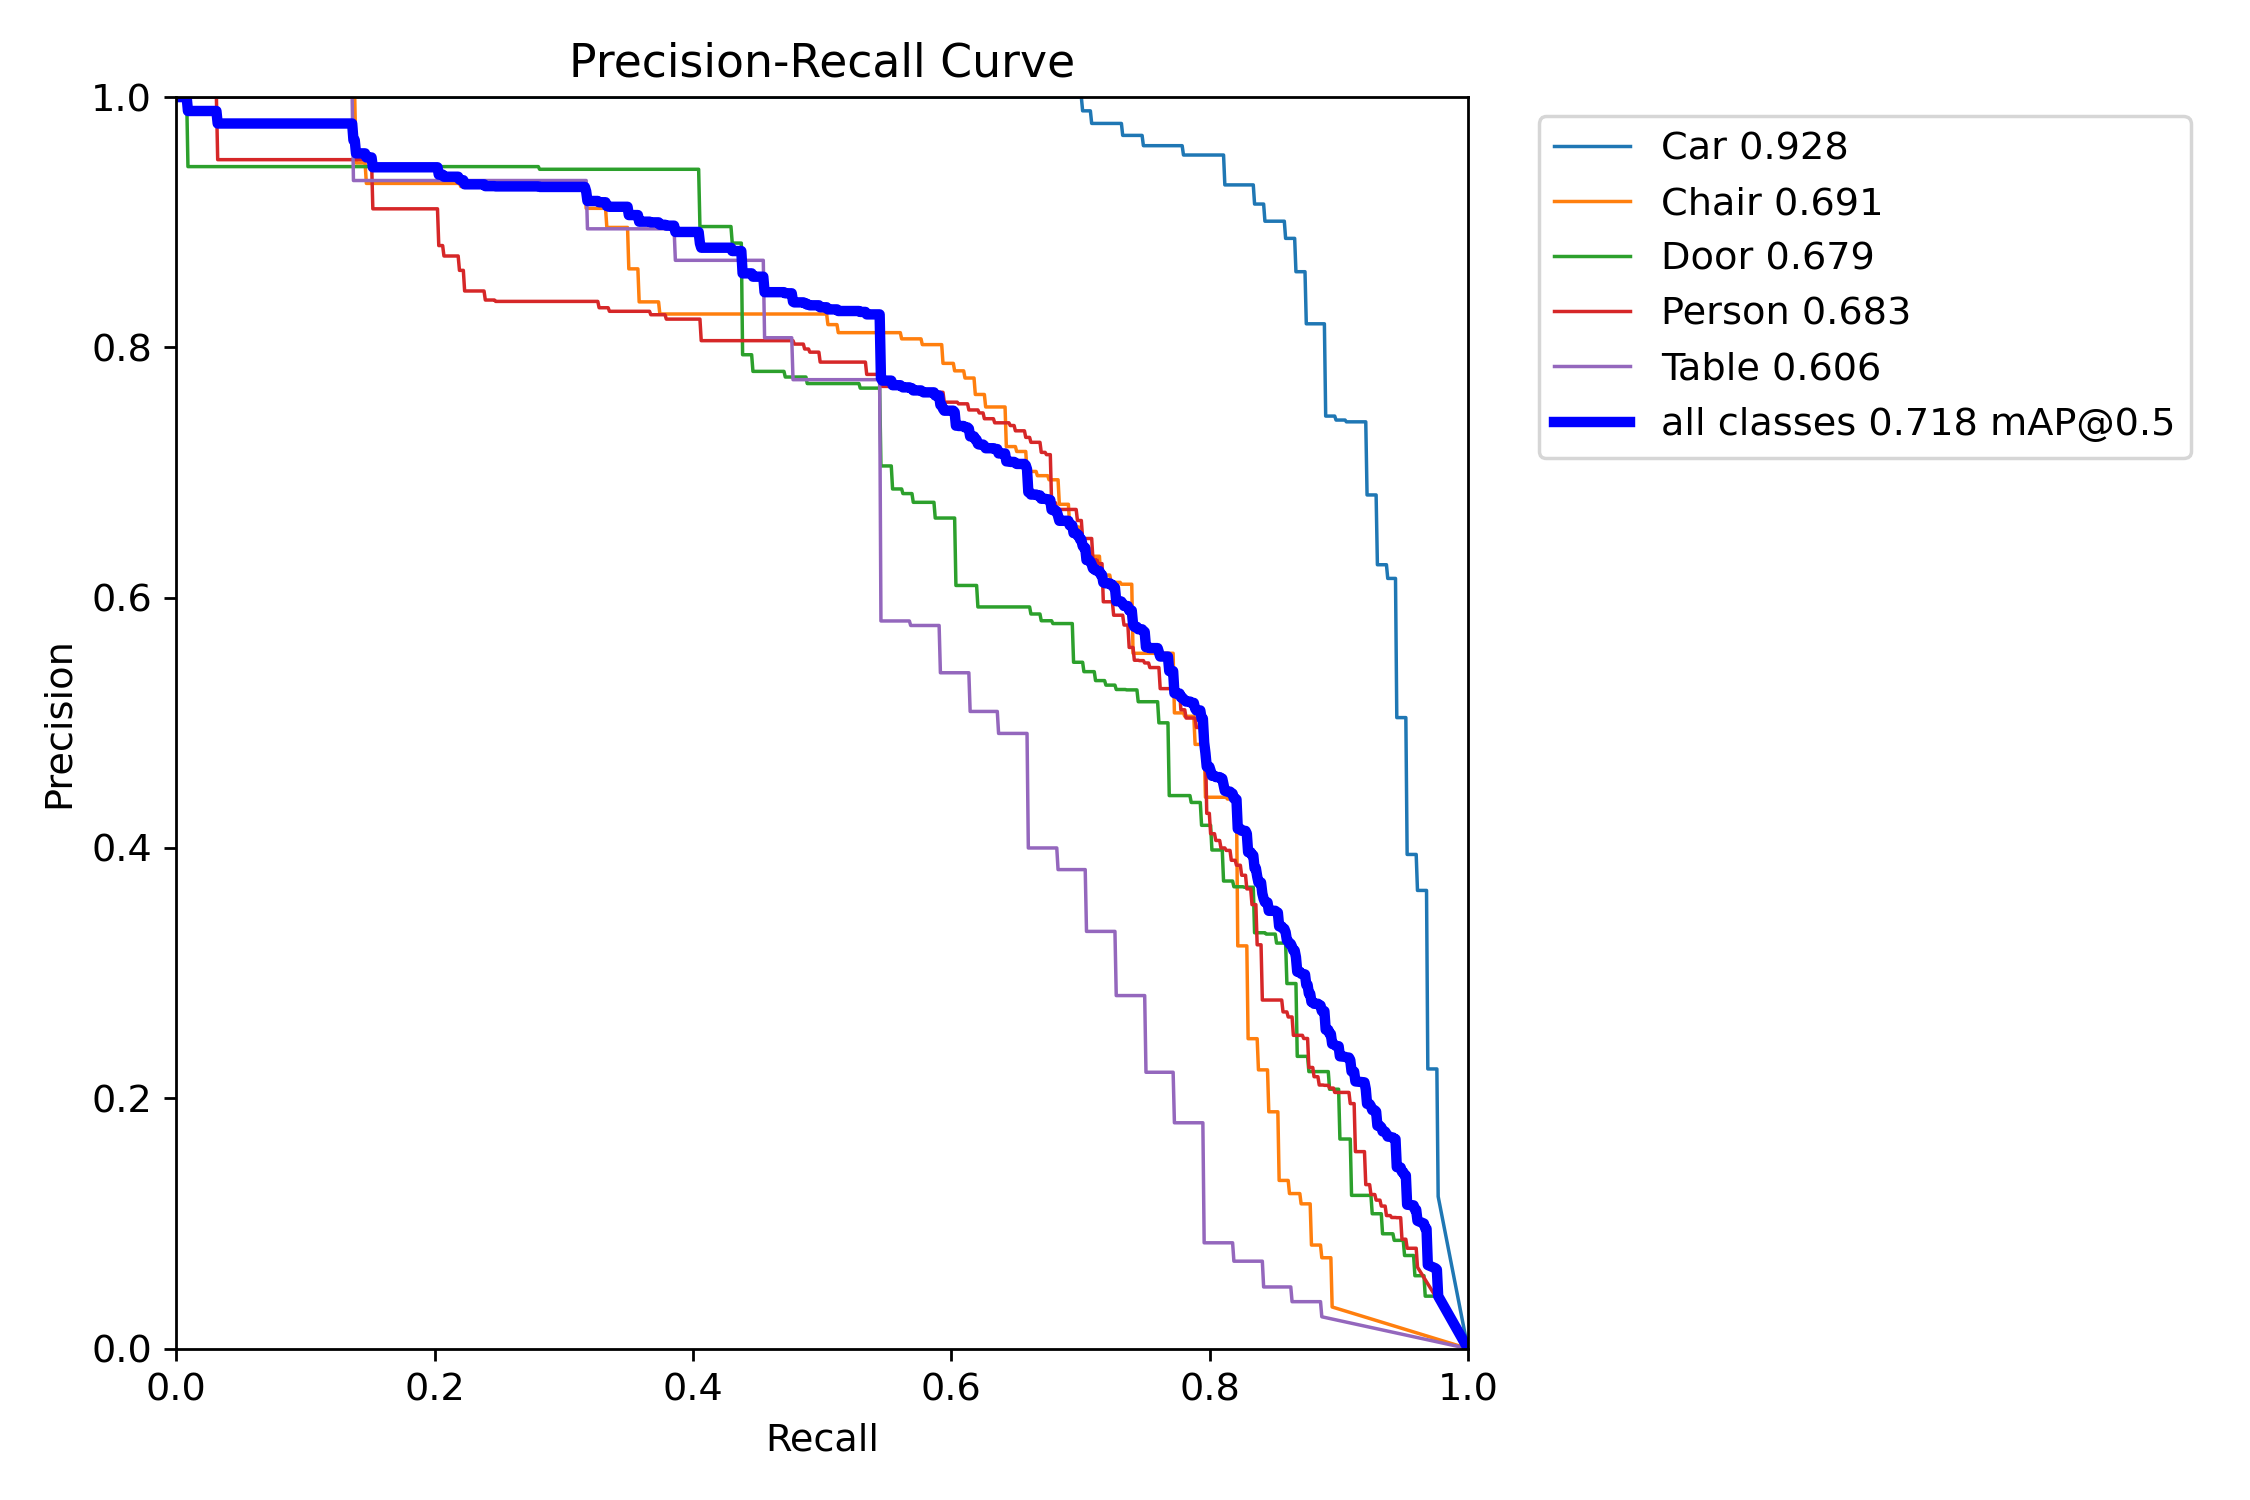 Precision-Recall Curve
1.0
0.8
0.6
0.4
0.2
0.0
Precision
0.0 0.2 0.4 0.6 0.8 1.0
Recall
Car 0.928
Chair 0.691
Door 0.679
Person 0.683
Table 0.606
all classes 0.718 mAP@0.5